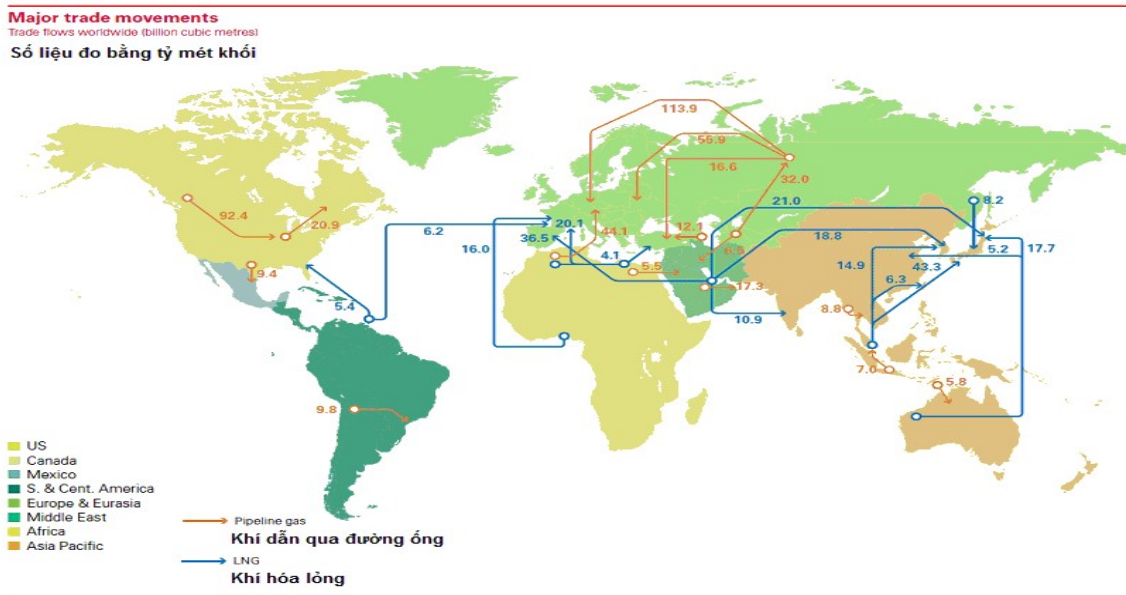 Major trade movements
Trade flows worldwide (billion cubic metres)
Số liệu đo bằng tỷ mét khối
113.9
55.9
16.6
32.0
92.4
20.9
9.4
5.4
6.2
16.0
36.5
20.1
44.1
4.1
5.5
12.1
6.5
21.0
18.8
17.3
10.9
8.2
17.7
5.2
14.9
43.3
6.3
8.8
7.0
5.8
9.8
US
Canada
Mexico
S. & Cent. America
Europe & Eurasia
Middle East
Africa
Asia Pacific
Pipeline gas
Khí dẫn qua đường ống
LNG
Khí hóa lỏng